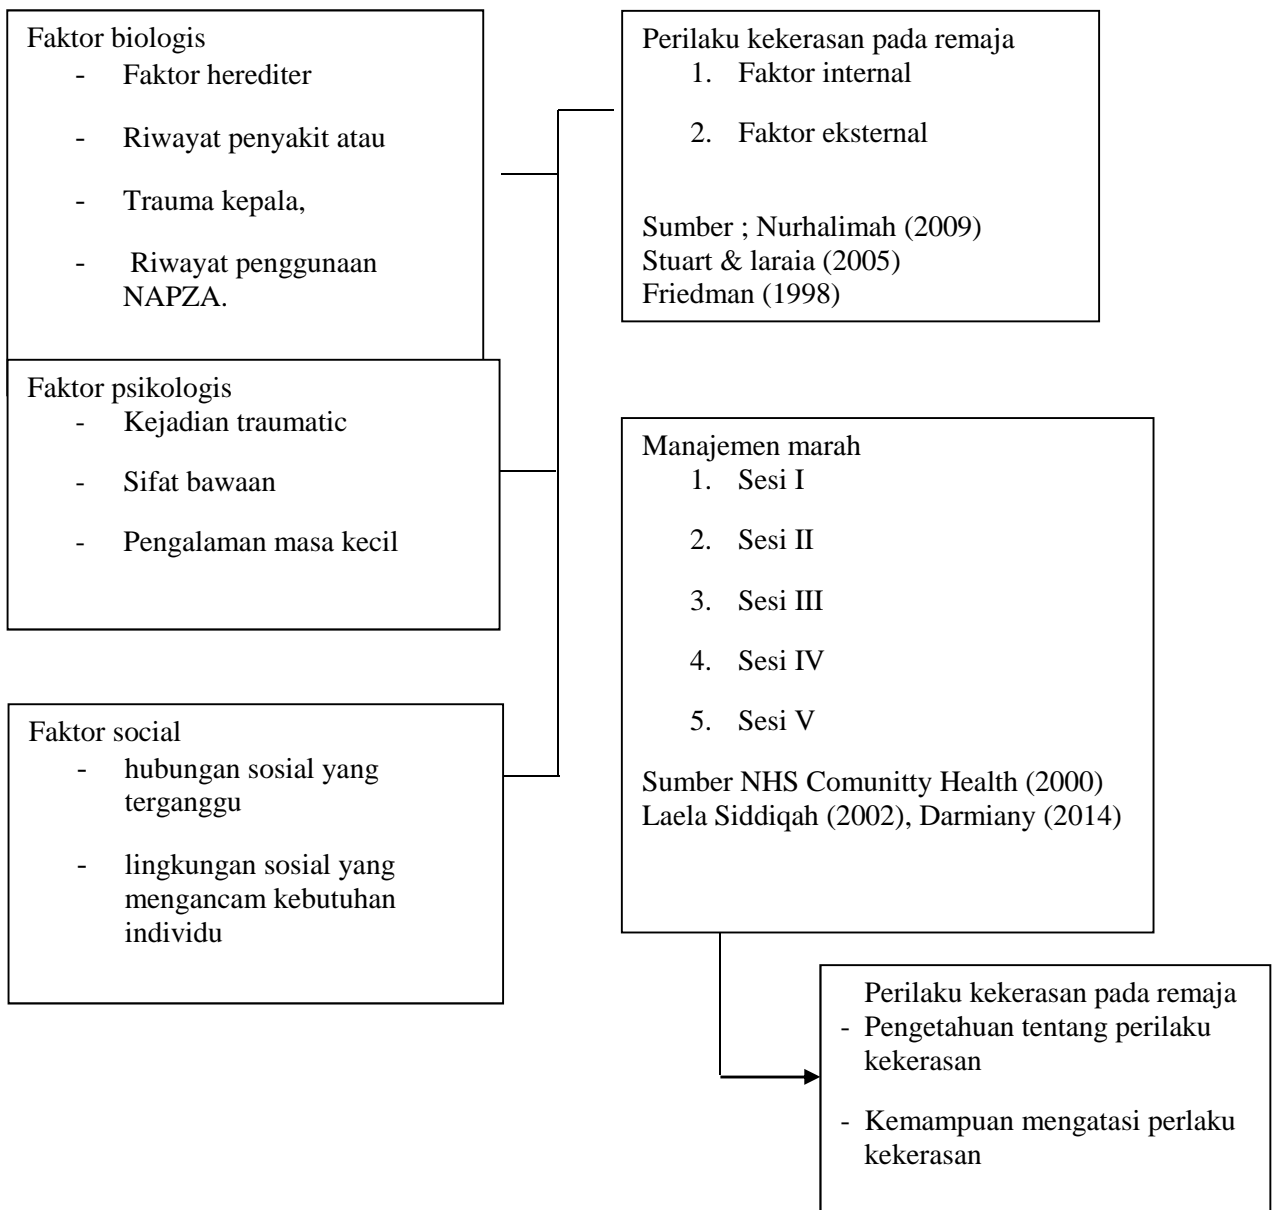 Faktor biologis
- Faktor herediter
- Riwayat penyakit atau
- Trauma kepala,
- Riwayat penggunaan
NAPZA.
Faktor psikologis
- Kejadian traumatic
- Sifat bawaan
- Pengalaman masa kecil
Faktor social
- hubungan sosial yang
terganggu
- lingkungan sosial yang
mengancam kebutuhan
individu
Perilaku kekerasan pada remaja
1. Faktor internal
2. Faktor eksternal
Sumber ; Nurhalimah (2009)
Stuart & laraia (2005)
Friedman (1998)
Manajemen marah
1. Sesi I
2. Sesi II
3. Sesi III
4. Sesi IV
5. Sesi V
Sumber NHS Comunitty Health (2000)
Laela Siddiqah (2002), Darmiany (2014)
Perilaku kekerasan pada remaja
- Pengetahuan tentang perilaku
kekerasan
- Kemampuan mengatasi perlaku
kekerasan